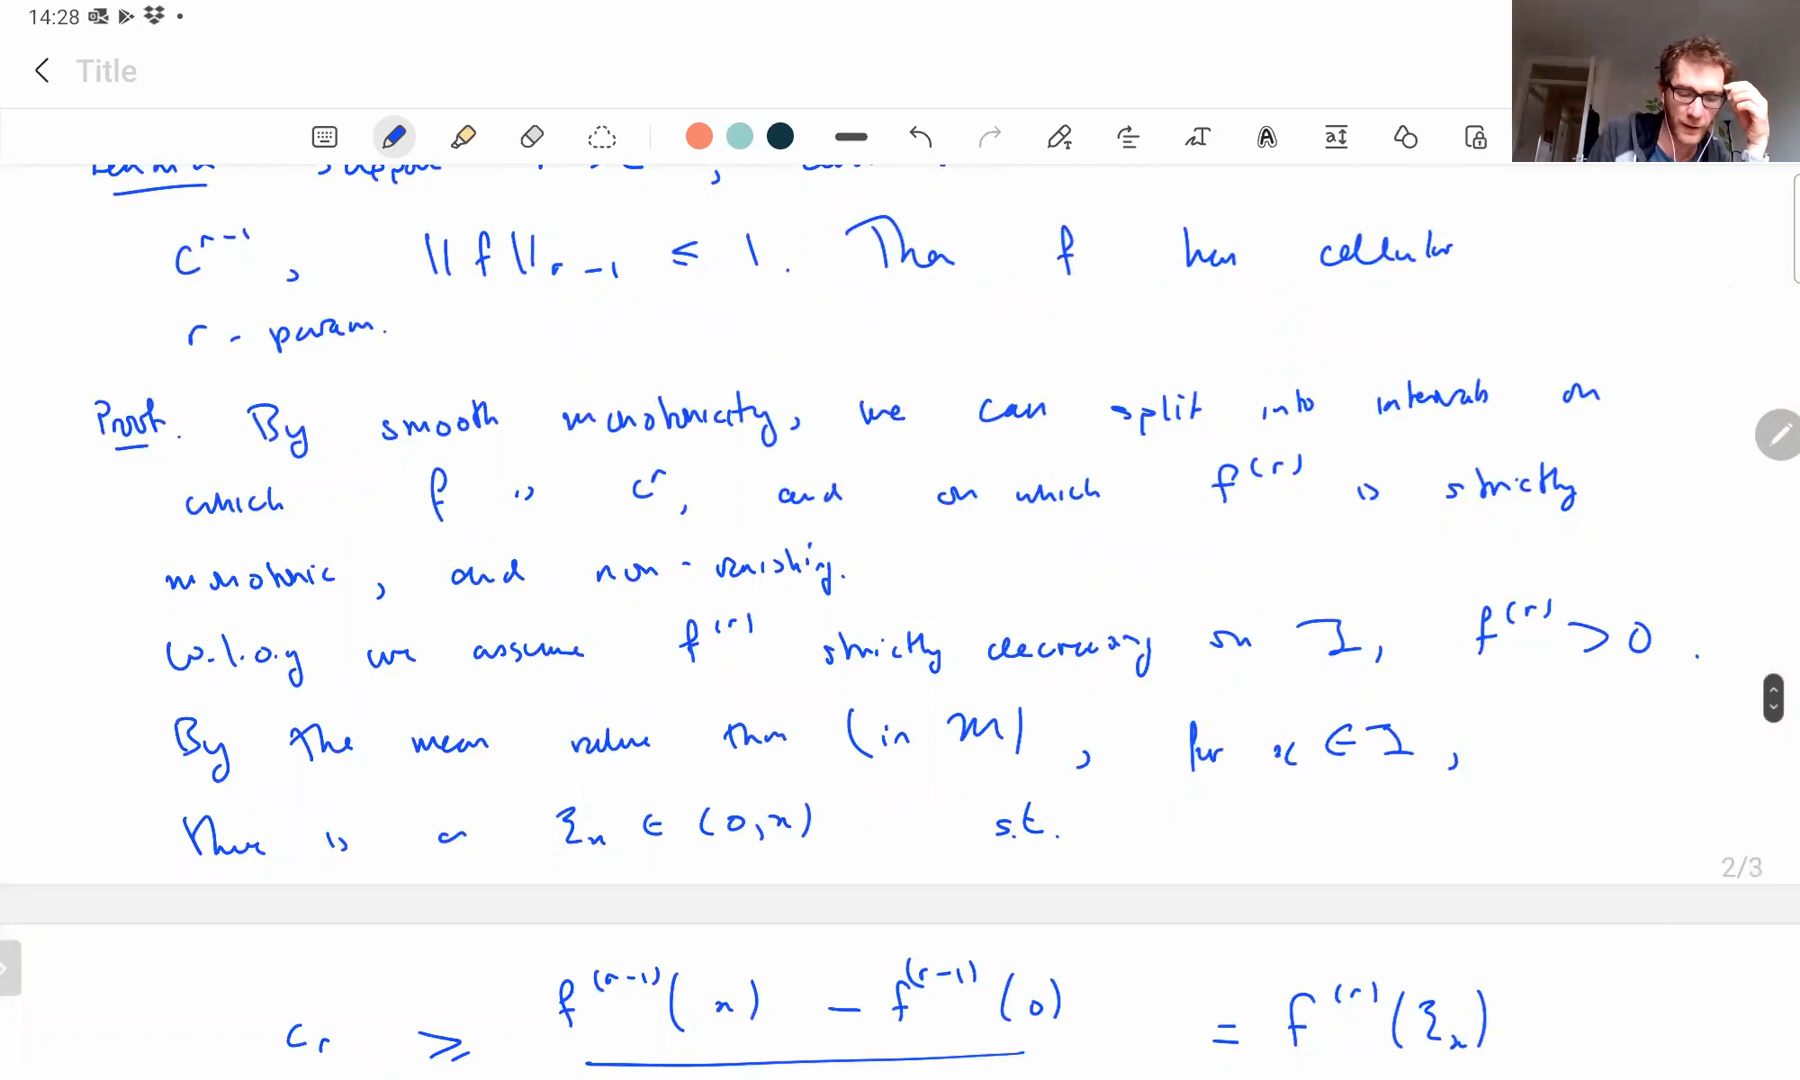 14:28
Title
Lemma suppose
C^{r-1}, ||f||_{r-1} ≤ 1. Then f has cellular
r-param.
Proof. By smooth monotonicity, we can split into intervals on
which f is C^r, and on which f^{(r)} is strictly
monotonic, and non-vanishing.
W.l.o.g we assume f^{(r)} strictly decreasing on I, f^{(r)} > 0.
By the mean value thm (in M), for x ∈ I,
there is a ξ_x ∈ (0,x) s.t.
2/3
f^{(r-1)}(x) - f^{(r-1)}(0)
c_r ≥ = f^{(r)}(ξ_x)